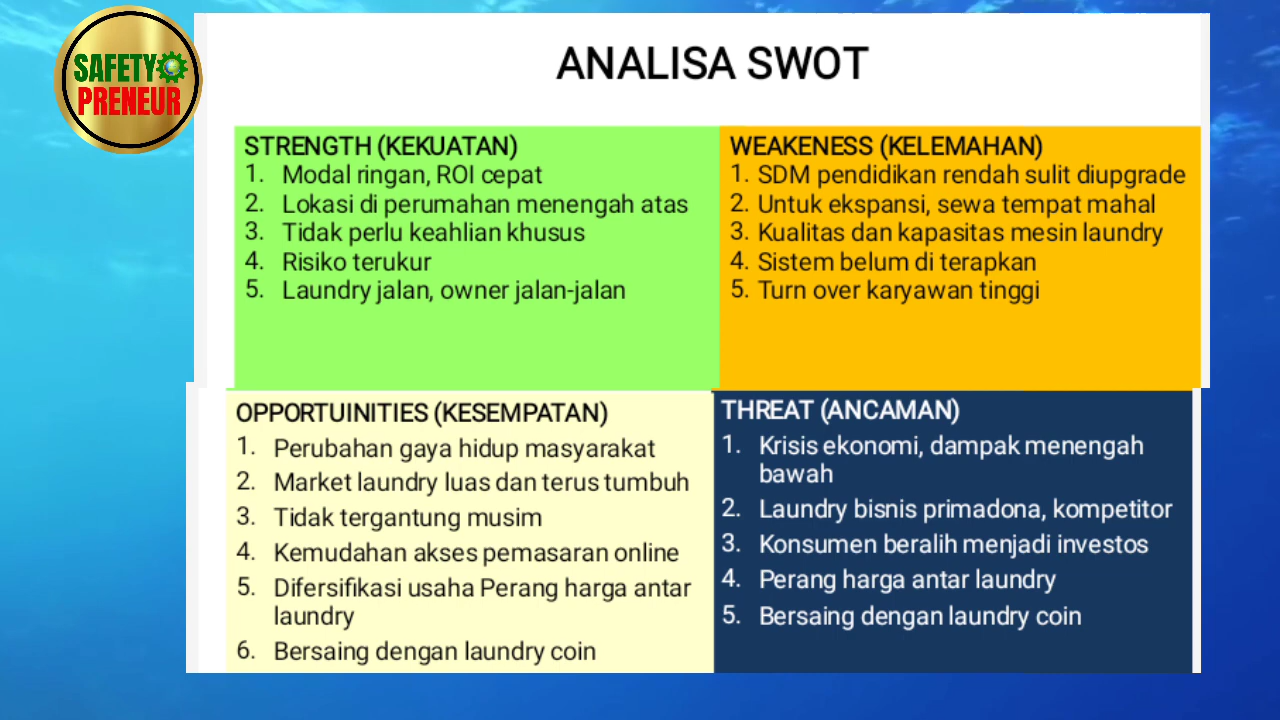 SAFETY
PRENEUR
ANALISA SWOT
STRENGTH (KEKUATAN)
1. Modal ringan, ROI cepat
2. Lokasi di perumahan menengah atas
3. Tidak perlu keahlian khusus
4. Risiko terukur
5. Laundry jalan, owner jalan-jalan
WEAKENESS (KELEMAHAN)
1. SDM pendidikan rendah sulit diupgrade
2. Untuk ekspansi, sewa tempat mahal
3. Kualitas dan kapasitas mesin laundry
4. Sistem belum di terapkan
5. Turn over karyawan tinggi
OPPORTUINITIES (KESEMPATAN)
1. Perubahan gaya hidup masyarakat
2. Market laundry luas dan terus tumbuh
3. Tidak tergantung musim
4. Kemudahan akses pemasaran online
5. Difersifikasi usaha Perang harga antar
laundry
6. Bersaing dengan laundry coin
THREAT (ANCAMAN)
1. Krisis ekonomi, dampak menengah
bawah
2. Laundry bisnis primadona, kompetitor
3. Konsumen beralih menjadi investos
4. Perang harga antar laundry
5. Bersaing dengan laundry coin